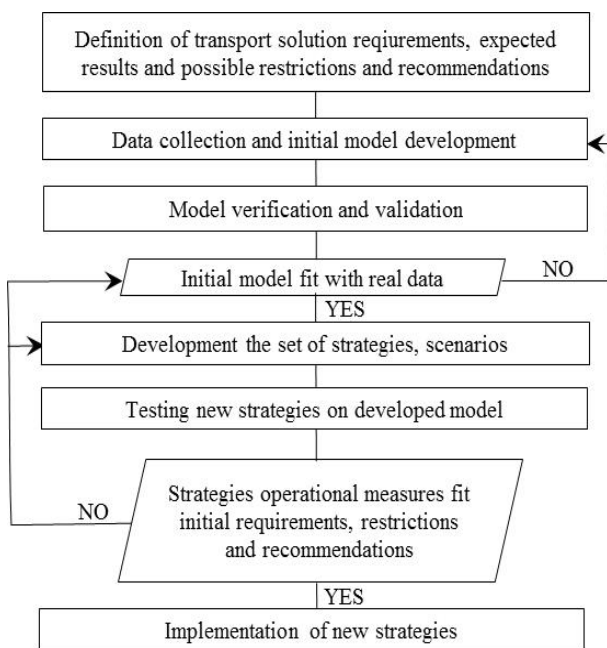 Definition of transport solution reqiurements, expected
results and possible restrictions and recommendations
Data collection and initial model development
Model verification and validation
Initial model fit with real data
NO
YES
Development the set of strategies, scenarios
Testing new strategies on developed model
Strategies operational measures fit
initial requirements, restrictions
and recommendations
NO
YES
Implementation of new strategies